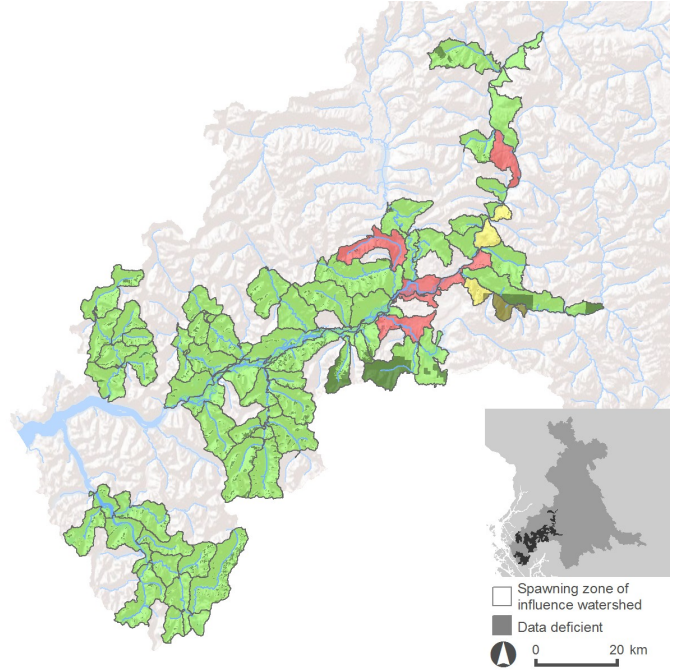 Spawning zone of
influence watershed
Data deficient
0 20 km